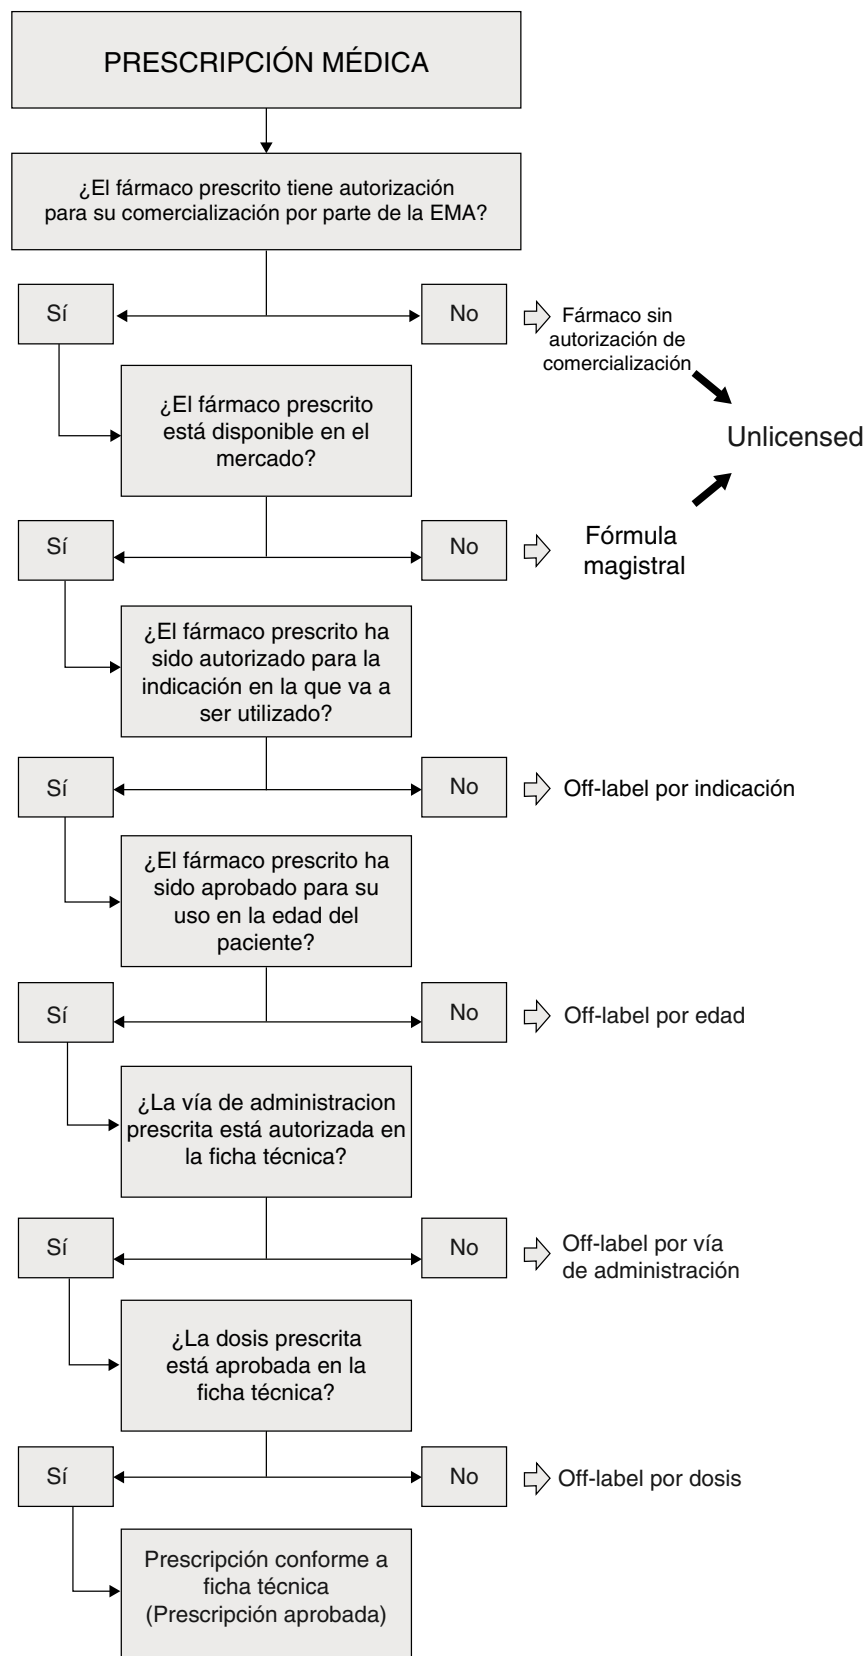 PRESCRIPCIÓN MÉDICA
¿El fármaco prescrito tiene autorización
para su comercialización por parte de la EMA?
Sí
No
Fármaco sin
autorización de
comercialización
¿El fármaco prescrito
está disponible en el
mercado?
Unlicensed
Sí
No
Fórmula
magistral
¿El fármaco prescrito ha
sido autorizado para la
indicación en la que va a
ser utilizado?
Sí
No
Off-label por indicación
¿El fármaco prescrito ha
sido aprobado para su
uso en la edad del
paciente?
Sí
No
Off-label por edad
¿La vía de administracion
prescrita está autorizada en
la ficha técnica?
Sí
No
Off-label por vía
de administración
¿La dosis prescrita
está aprobada en la
ficha técnica?
Sí
No
Off-label por dosis
Prescripción conforme a
ficha técnica
(Prescripción aprobada)